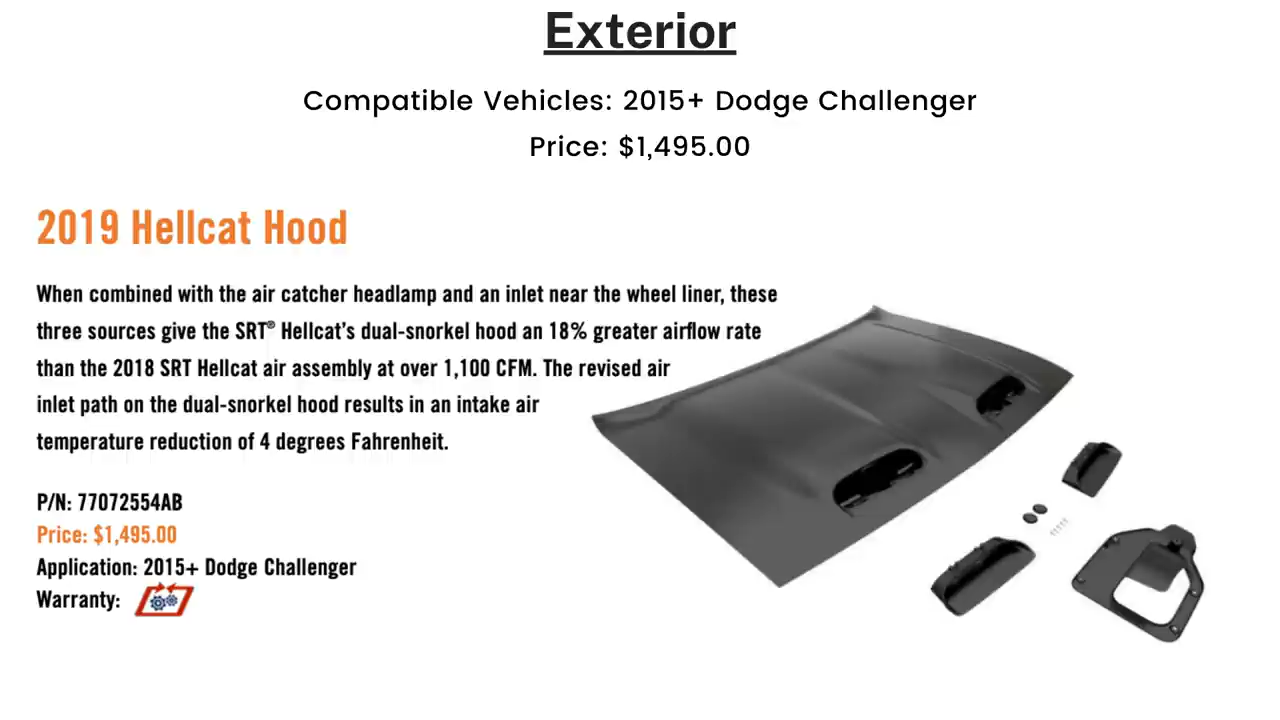 Exterior
Compatible Vehicles: 2015+ Dodge Challenger
Price: $1,495.00
2019 Hellcat Hood
When combined with the air catcher headlamp and an inlet near the wheel liner, these
three sources give the SRT® Hellcat’s dual-snorkel hood an 18% greater airflow rate
than the 2018 SRT Hellcat air assembly at over 1,100 CFM. The revised air
inlet path on the dual-snorkel hood results in an intake air
temperature reduction of 4 degrees Fahrenheit.
P/N: 77072554AB
Price: $1,495.00
Application: 2015+ Dodge Challenger
Warranty: